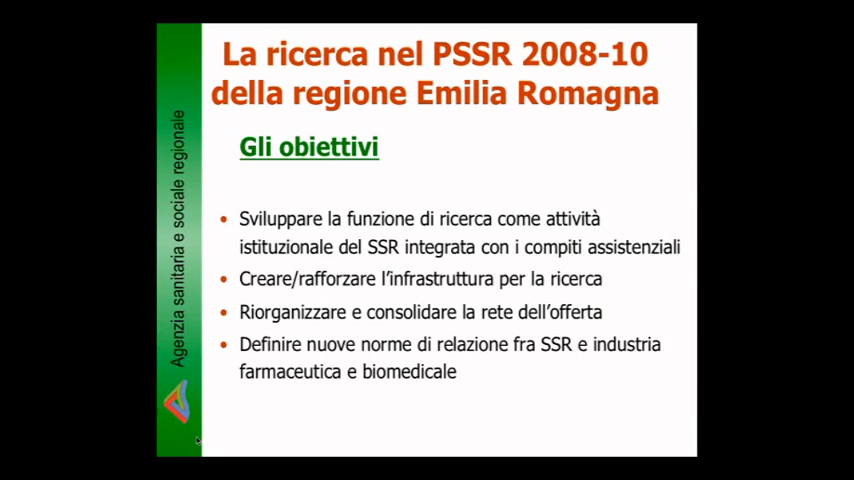 La ricerca nel PSSR 2008-10
della regione Emilia Romagna
Gli obiettivi
• Sviluppare la funzione di ricerca come attività
istituzionale del SSR integrata con i compiti assistenziali
• Creare/rafforzare l’infrastruttura per la ricerca
• Riorganizzare e consolidare la rete dell’offerta
• Definire nuove norme di relazione fra SSR e industria
farmaceutica e biomedicale
Agenzia sanitaria e sociale regionale